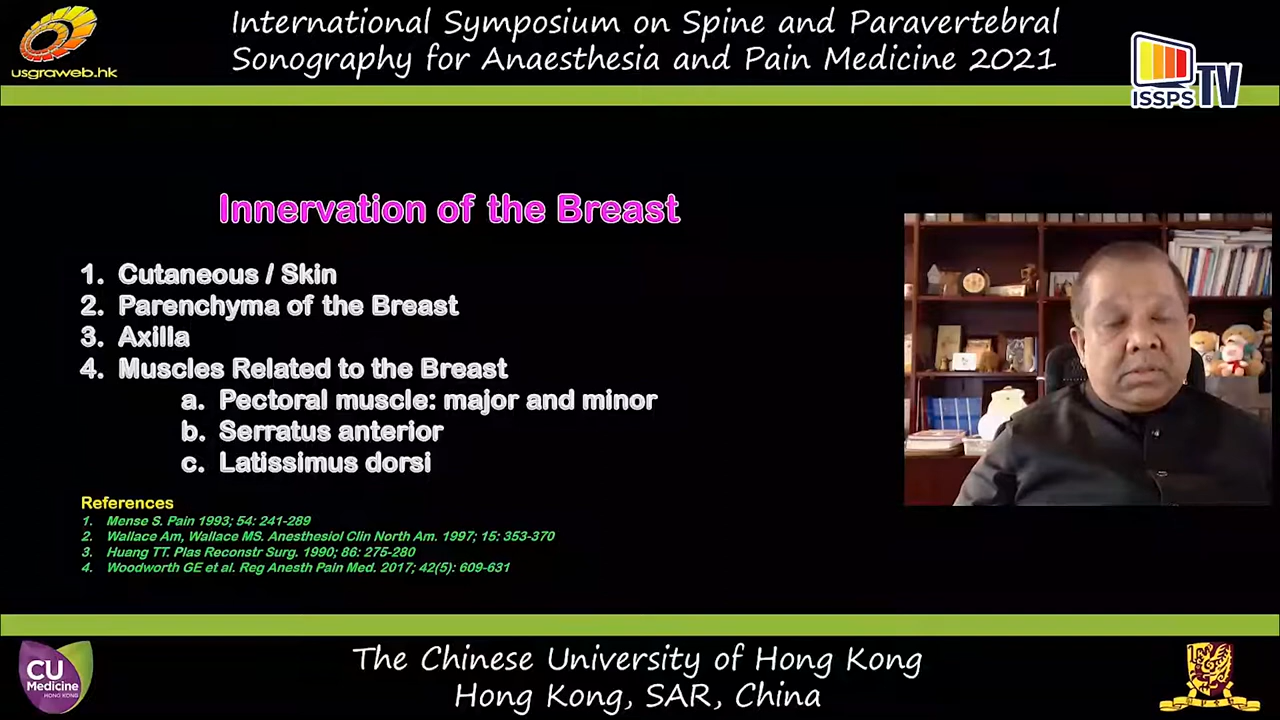 International Symposium on Spine and Paravertebral
Sonography for Anaesthesia and Pain Medicine 2021
usgraweb.hk
ISSPS TV
Innervation of the Breast
1. Cutaneous / Skin
2. Parenchyma of the Breast
3. Axilla
4. Muscles Related to the Breast
a. Pectoral muscle: major and minor
b. Serratus anterior
c. Latissimus dorsi
References
1. Mense S. Pain 1993; 54: 241-289
2. Wallace Am, Wallace MS. Anesthesiol Clin North Am. 1997; 15: 353-370
3. Huang TT. Plas Reconstr Surg. 1990; 86: 275-280
4. Woodworth GE et al. Reg Anesth Pain Med. 2017; 42(5): 609-631
CU
Medicine
HONG KONG
The Chinese University of Hong Kong
Hong Kong, SAR, China